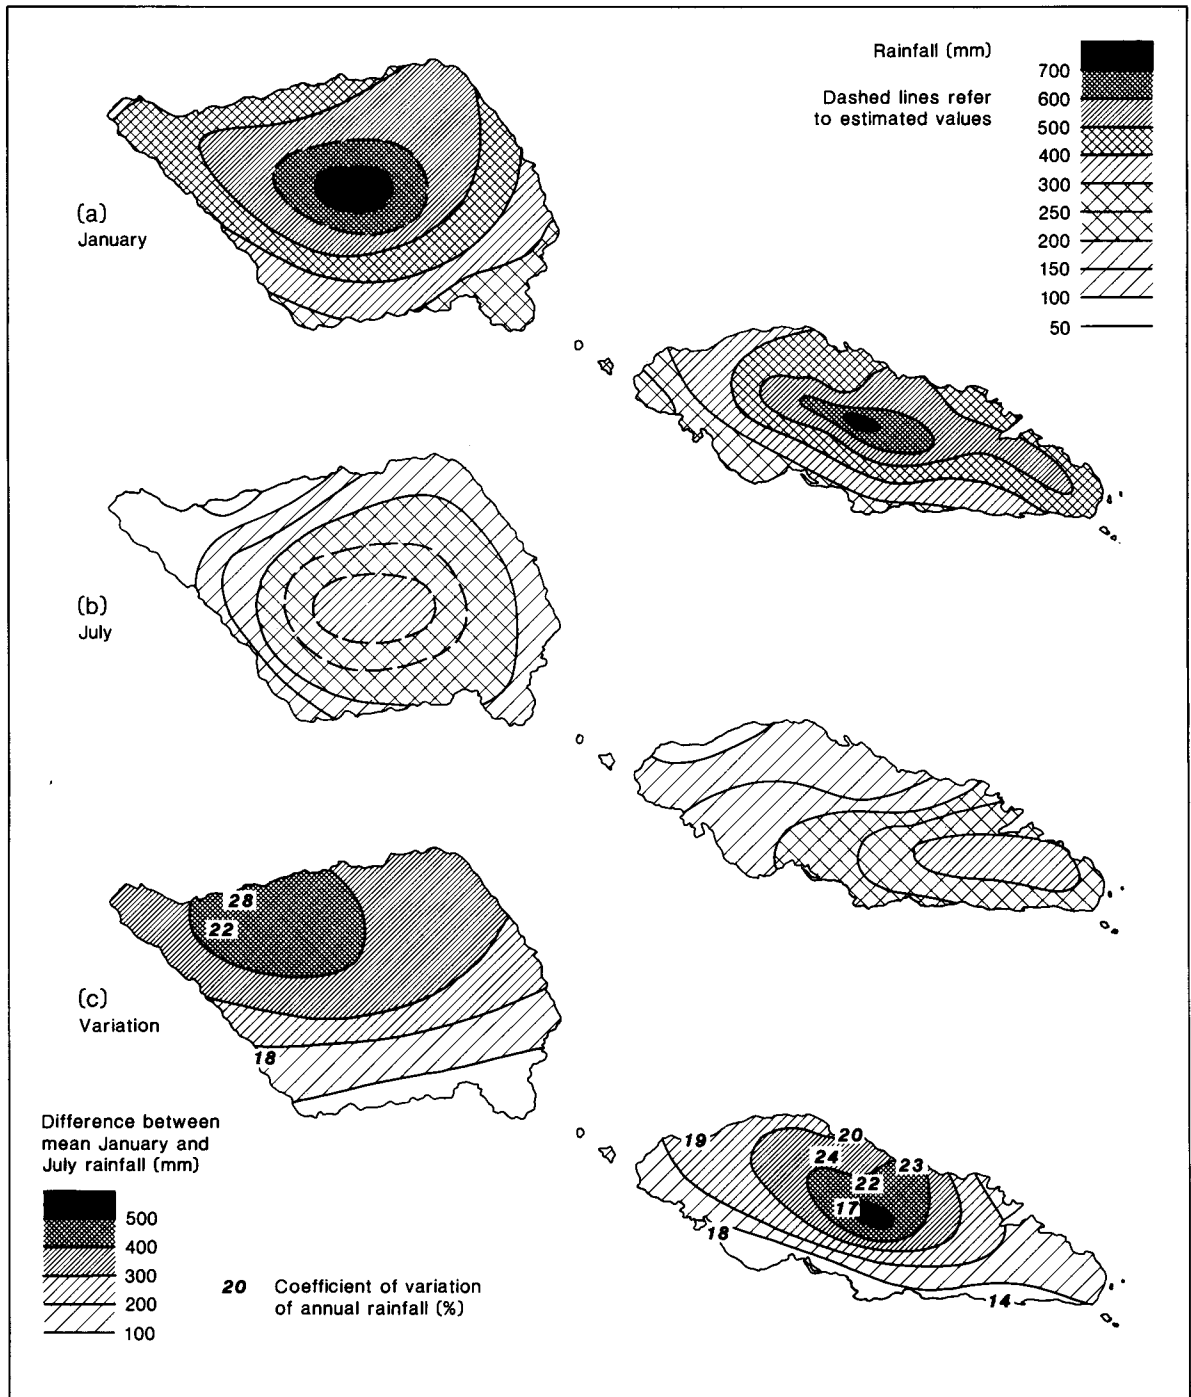 Rainfall (mm)
Dashed lines refer
to estimated values
700
600
500
400
300
250
200
150
100
50
(a)
January
(b)
July
(c)
Variation
28
22
18
19
20
24
23
22
17
18
14
Difference between
mean January and
July rainfall (mm)
500
400
300
200
100
20 Coefficient of variation
of annual rainfall (%)